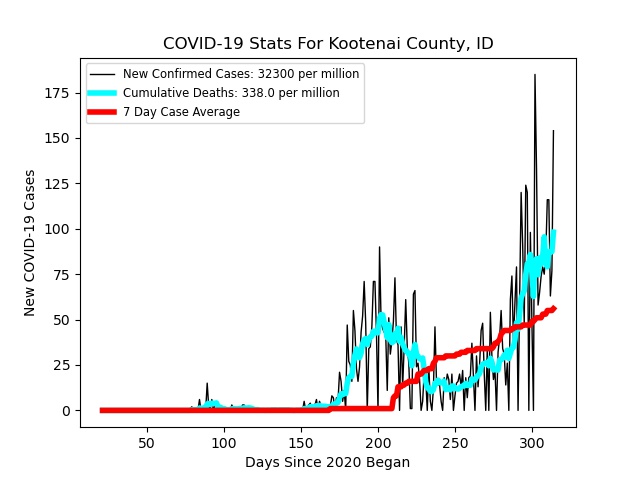 COVID-19 Stats For Kootenai County, ID
New Confirmed Cases: 32300 per million
Cumulative Deaths: 338.0 per million
7 Day Case Average
175
150
125
100
75
50
25
0
New COVID-19 Cases
50 100 150 200 250 300
Days Since 2020 Began